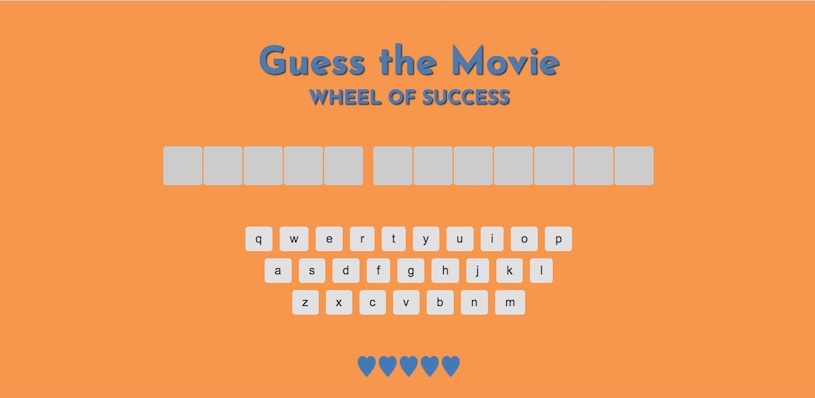 Guess the Movie
WHEEL OF SUCCESS
q w e r t y u i o p
a s d f g h j k l
z x c v b n m